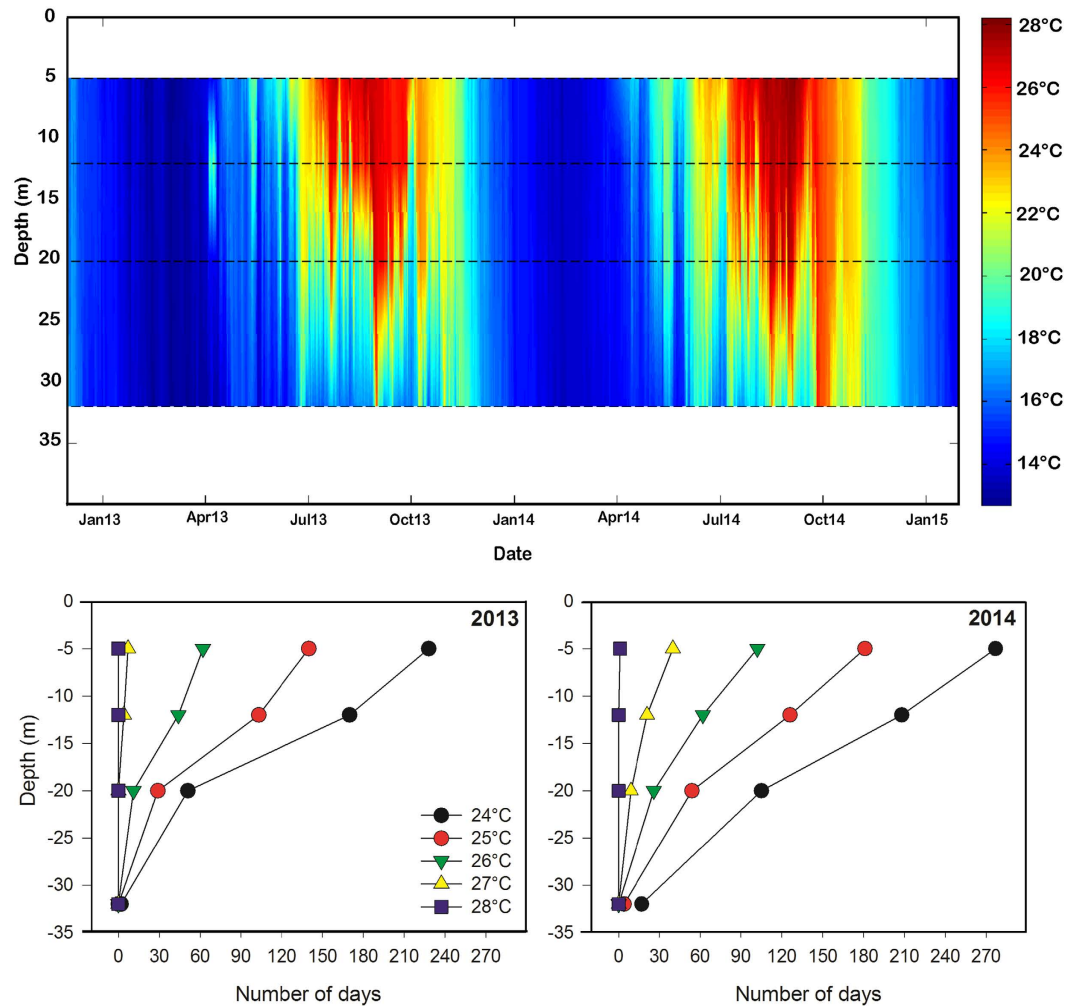 0
5
10
15
20
25
30
35
Depth (m)
Jan13 Apr13 Jul13 Oct13 Jan14 Apr14 Jul14 Oct14 Jan15
Date
28°C
26°C
24°C
22°C
20°C
18°C
16°C
14°C
2013
0
-5
-10
-15
-20
-25
-30
-35
Depth (m)
24°C
25°C
26°C
27°C
28°C
0 30 60 90 120 150 180 210 240 270
Number of days
2014
0
-5
-10
-15
-20
-25
-30
-35
0 30 60 90 120 150 180 210 240 270
Number of days